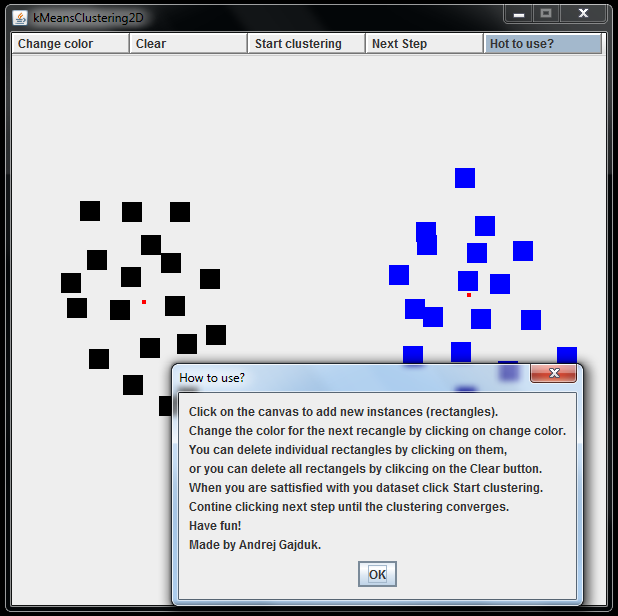 kMeansClustering2D
Change color
Clear
Start clustering
Next Step
Hot to use?
How to use?
Click on the canvas to add new instances (rectangles).
Change the color for the next recangle by clicking on change color.
You can delete individual rectangles by clicking on them,
or you can delete all rectangels by clikcing on the Clear button.
When you are sattisfied with you dataset click Start clustering.
Contine clicking next step until the clustering converges.
Have fun!
Made by Andrej Gajduk.
OK